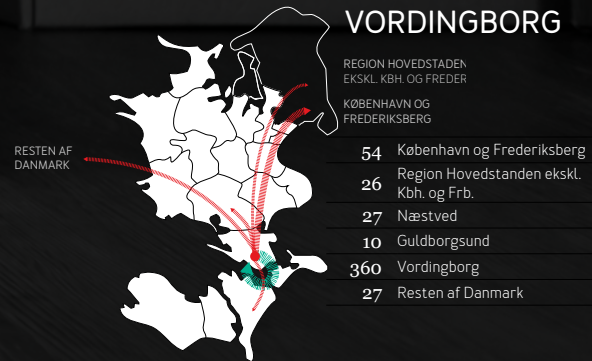 VORDINGBORG
REGION HOVEDSTADEN
EKSKL. KBH. OG FREDER
KØBENHAVN OG
FREDERIKSBERG
RESTEN AF
DANMARK
54 København og Frederiksberg
26 Region Hovedstanden ekskl.
Kbh. og Frb.
27 Næstved
10 Guldborgsund
360 Vordingborg
27 Resten af Danmark